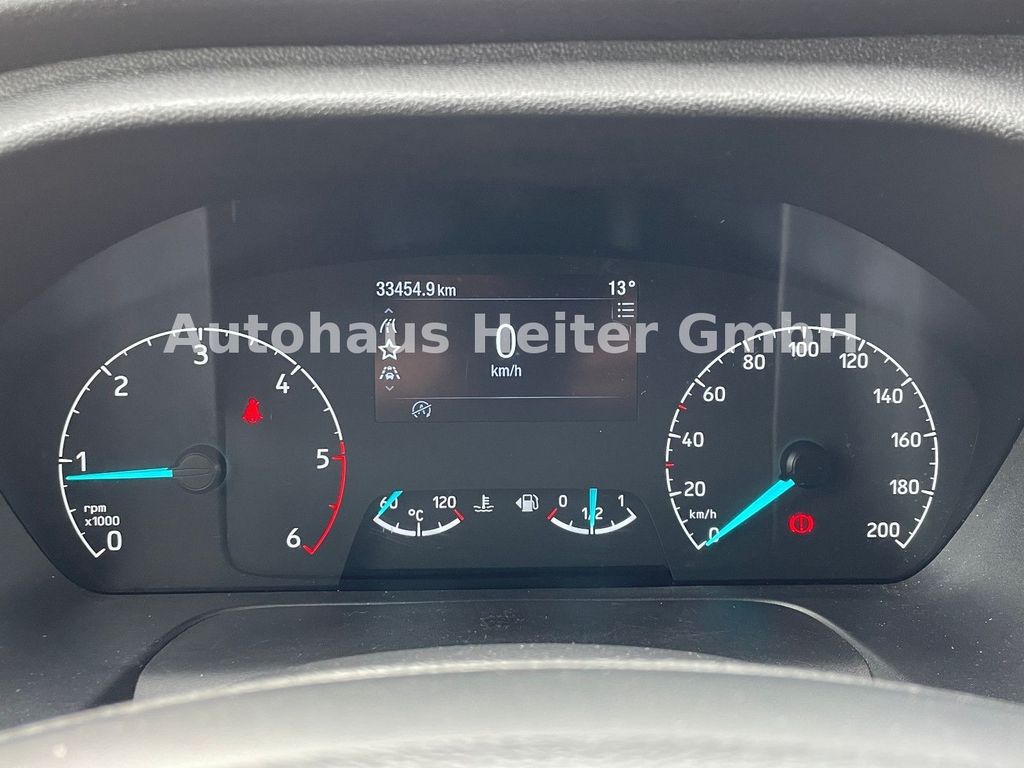 33454.9 km 13°
Autohaus Heiter GmbH
0
km/h
0 1 2 3 4 5 6
rpm
x1000
60 120
°C
0 1/2 1
0 20 40 60 80 100 120 140 160 180 200
km/h